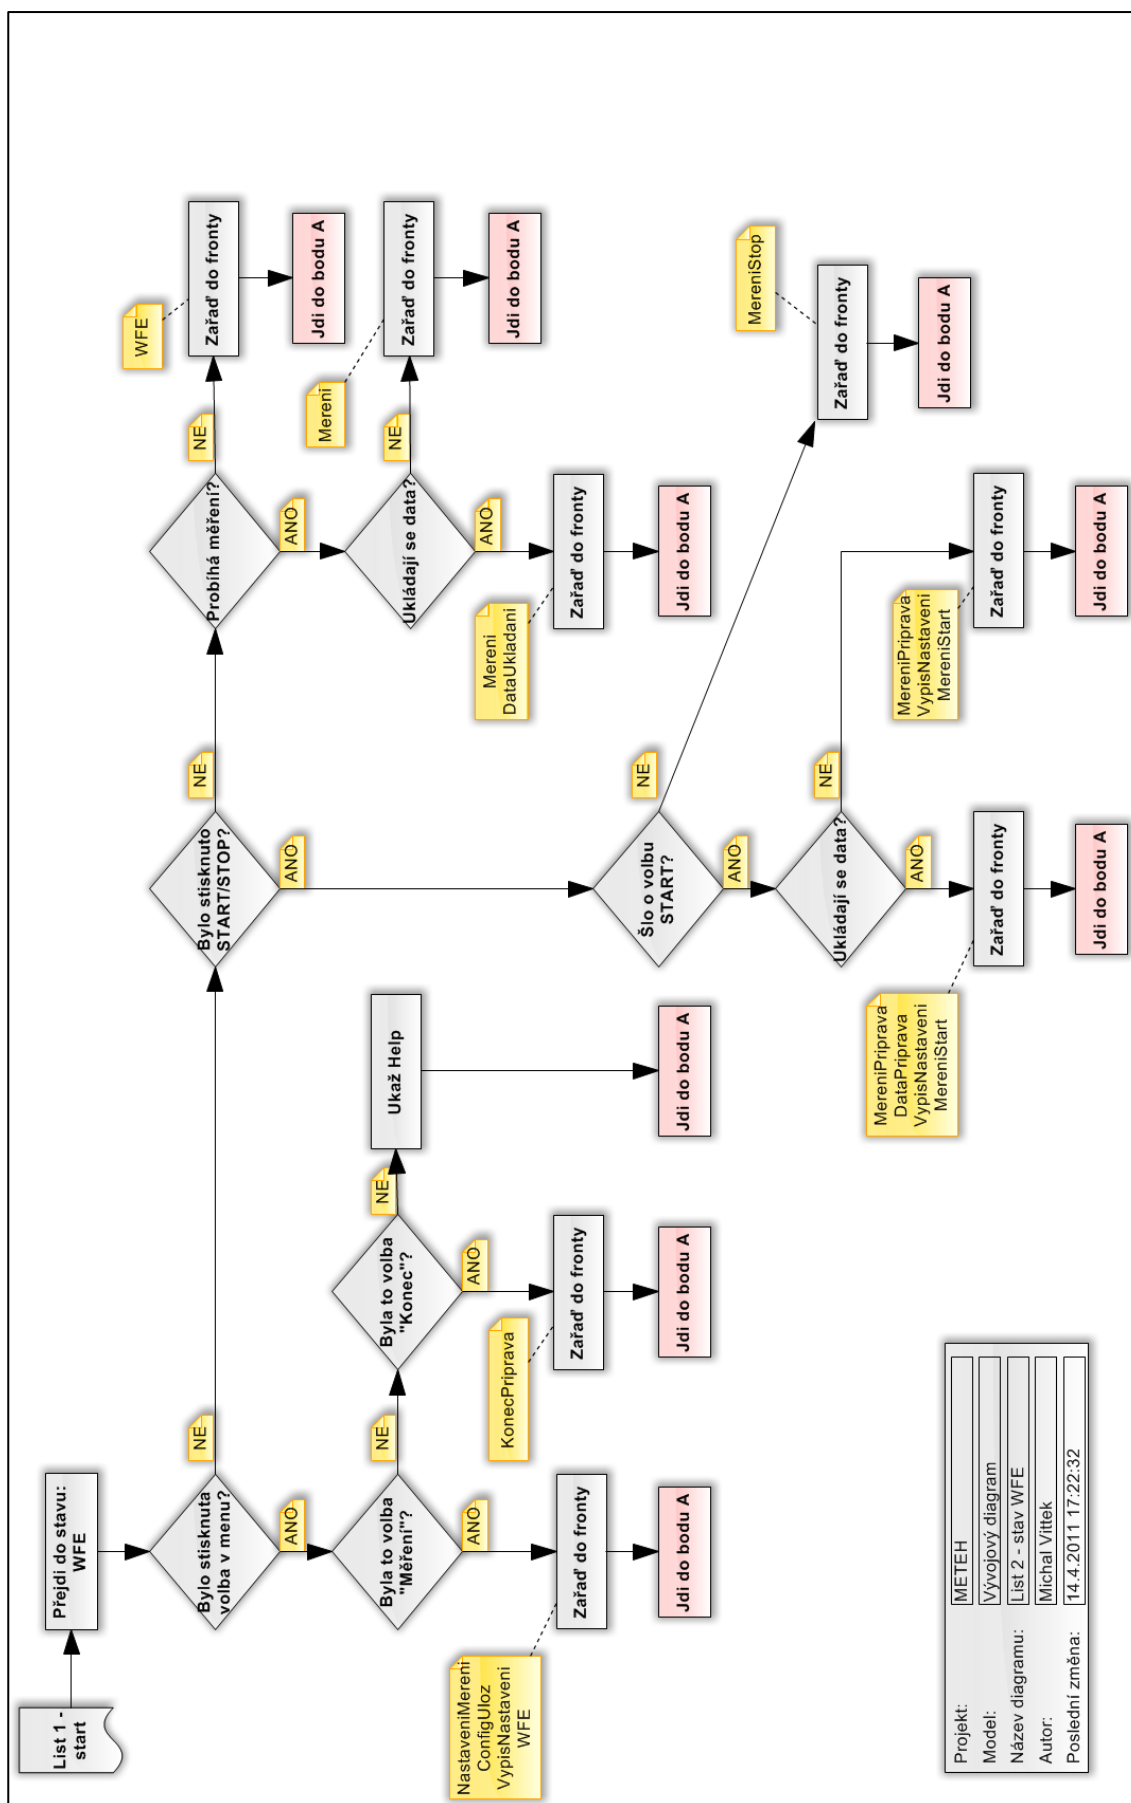 List 1 -
start
Přejdi do stavu:
WFE
Bylo stisknuta
volba v menu?
NE
ANO
Byla to volba
"Měření"?
NE
ANO
NastaveniMereni
ConfigUloz
VypisNastaveni
WFE
Zařaď do fronty
Jdi do bodu A
Byla to volba
"Konec"?
NE
ANO
KonecPriprava
Zařaď do fronty
Jdi do bodu A
Ukaž Help
Jdi do bodu A
Bylo stisknuto
START/STOP?
NE
ANO
Šlo o volbu
START?
NE
ANO
Ukládají se data?
NE
ANO
MereniPriprava
DataPriprava
VypisNastaveni
MereniStart
Zařaď do fronty
Jdi do bodu A
MereniPriprava
VypisNastaveni
MereniStart
Zařaď do fronty
Jdi do bodu A
MereniStop
Zařaď do fronty
Jdi do bodu A
Probíhá měření?
NE
ANO
WFE
Zařaď do fronty
Jdi do bodu A
Ukládají se data?
NE
ANO
Mereni
Zařaď do fronty
Jdi do bodu A
Mereni
DataUkladani
Zařaď do fronty
Jdi do bodu A
Projekt: METEH
Model: Vývojový diagram
Název diagramu: List 2 - stav WFE
Autor: Michal Vittek
Poslední změna: 14.4.2011 17:22:32